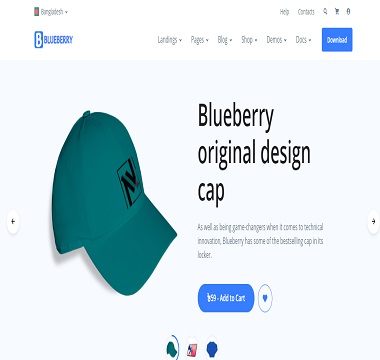 Bangladesh
Help Contacts
BLUEBERRY
Landings Pages Blog Shop Demos Docs Download
Blueberry
original design
cap
As well as being game-changers when it comes to technical
innovation, Blueberry has some of the bestselling cap in its
locker.
৳59 - Add to Cart